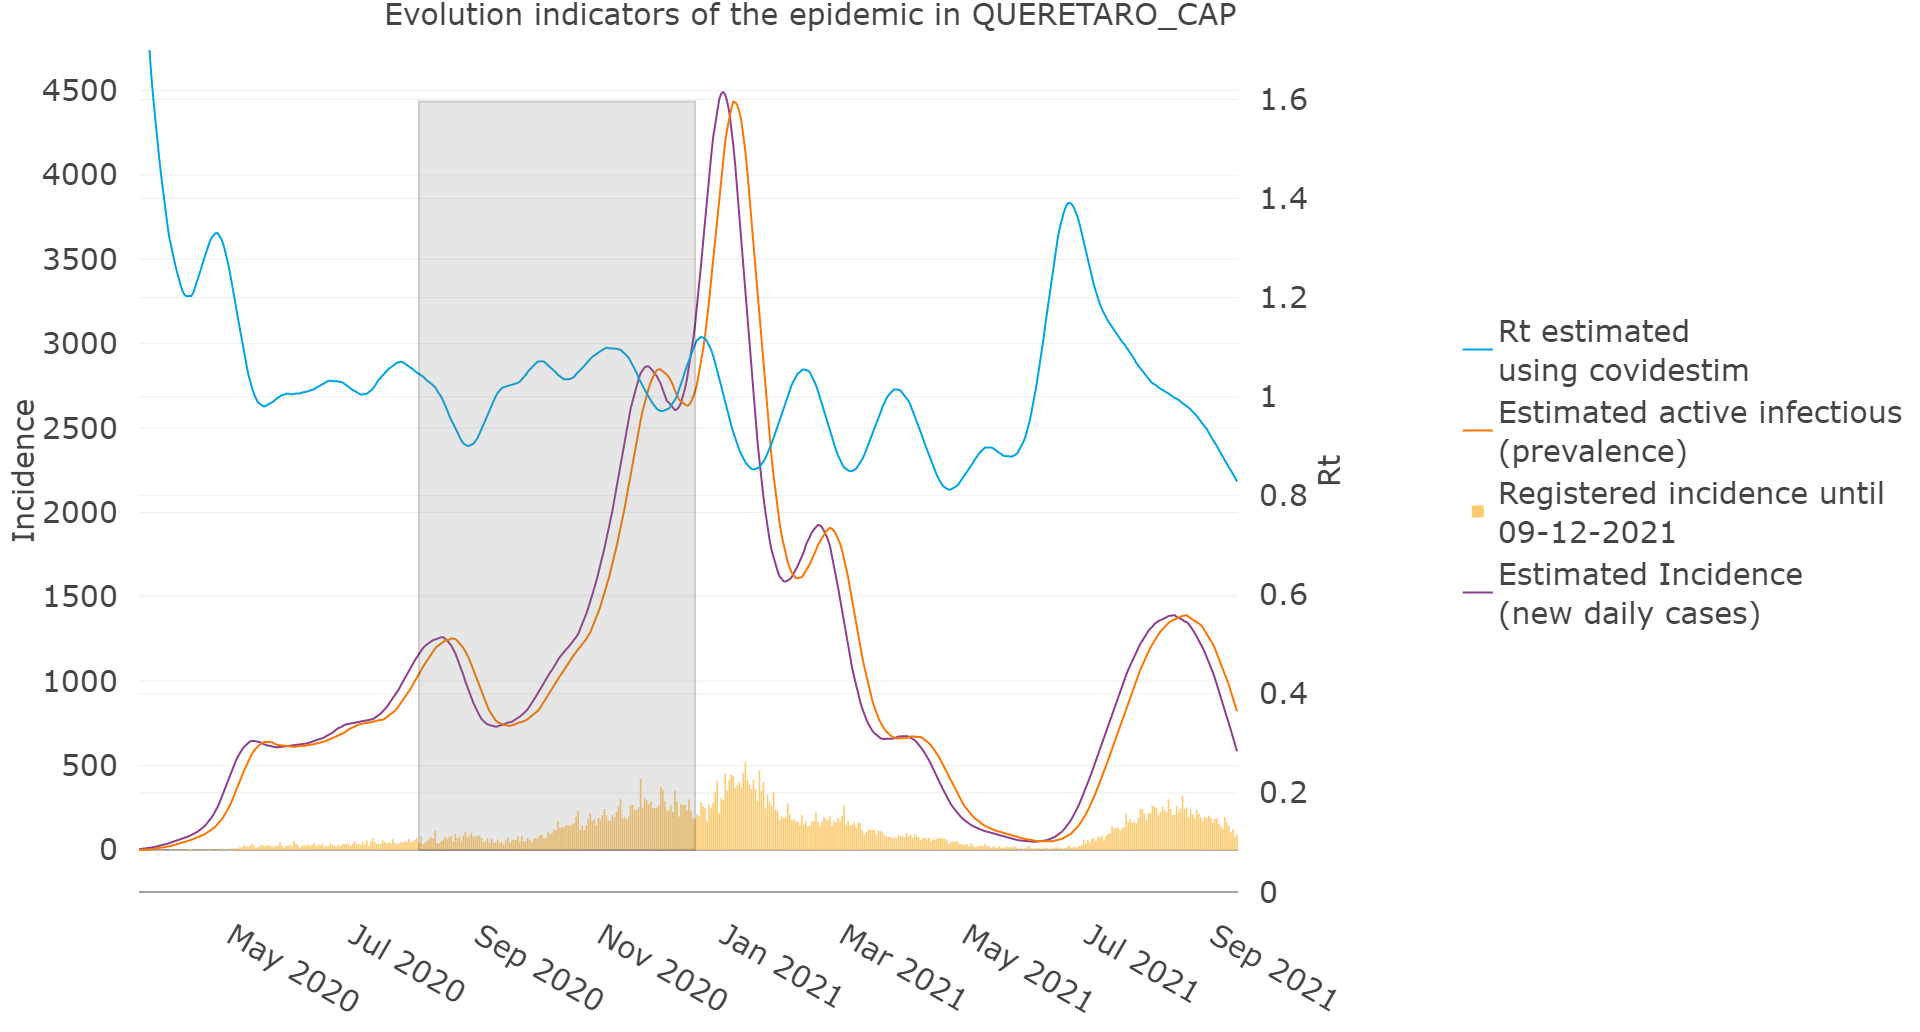 Evolution indicators of the epidemic in QUERETARO_CAP
4500
4000
3500
3000
2500
2000
1500
1000
500
0
Incidence
1.6
1.4
1.2
1
0.8
0.6
0.4
0.2
0
Rt
May 2020
Jul 2020
Sep 2020
Nov 2020
Jan 2021
Mar 2021
May 2021
Jul 2021
Sep 2021
Rt estimated
using covidestim
Estimated active infectious
(prevalence)
Registered incidence until
09-12-2021
Estimated Incidence
(new daily cases)